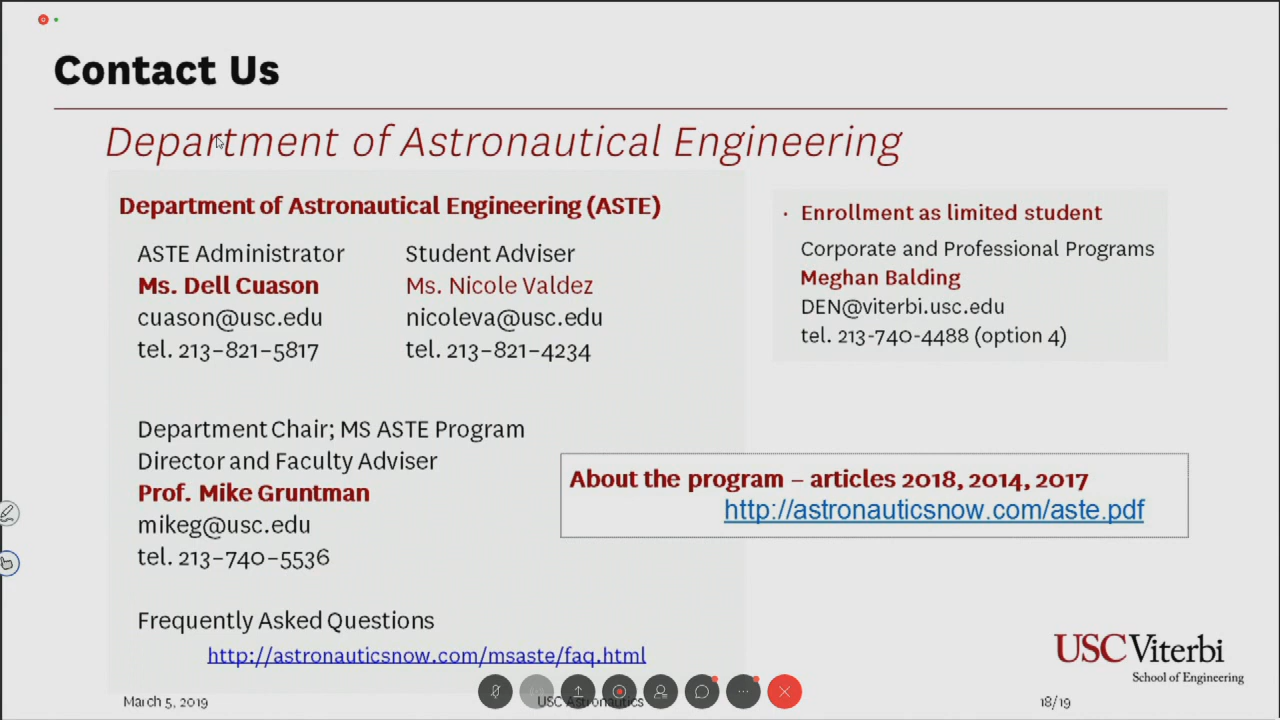 Contact Us
Department of Astronautical Engineering
Department of Astronautical Engineering (ASTE)
ASTE Administrator
Ms. Dell Cuason
cuason@usc.edu
tel. 213-821-5817
Student Adviser
Ms. Nicole Valdez
nicoleva@usc.edu
tel. 213-821-4234
Department Chair; MS ASTE Program
Director and Faculty Adviser
Prof. Mike Gruntman
mikeg@usc.edu
tel. 213-740-5536
Frequently Asked Questions
http://astronauticsnow.com/msaste/faq.html
· Enrollment as limited student
Corporate and Professional Programs
Meghan Balding
DEN@viterbi.usc.edu
tel. 213-740-4488 (option 4)
About the program – articles 2018, 2014, 2017
http://astronauticsnow.com/aste.pdf
USC Viterbi
School of Engineering
March 5, 2019
USC Astronautics
18/19